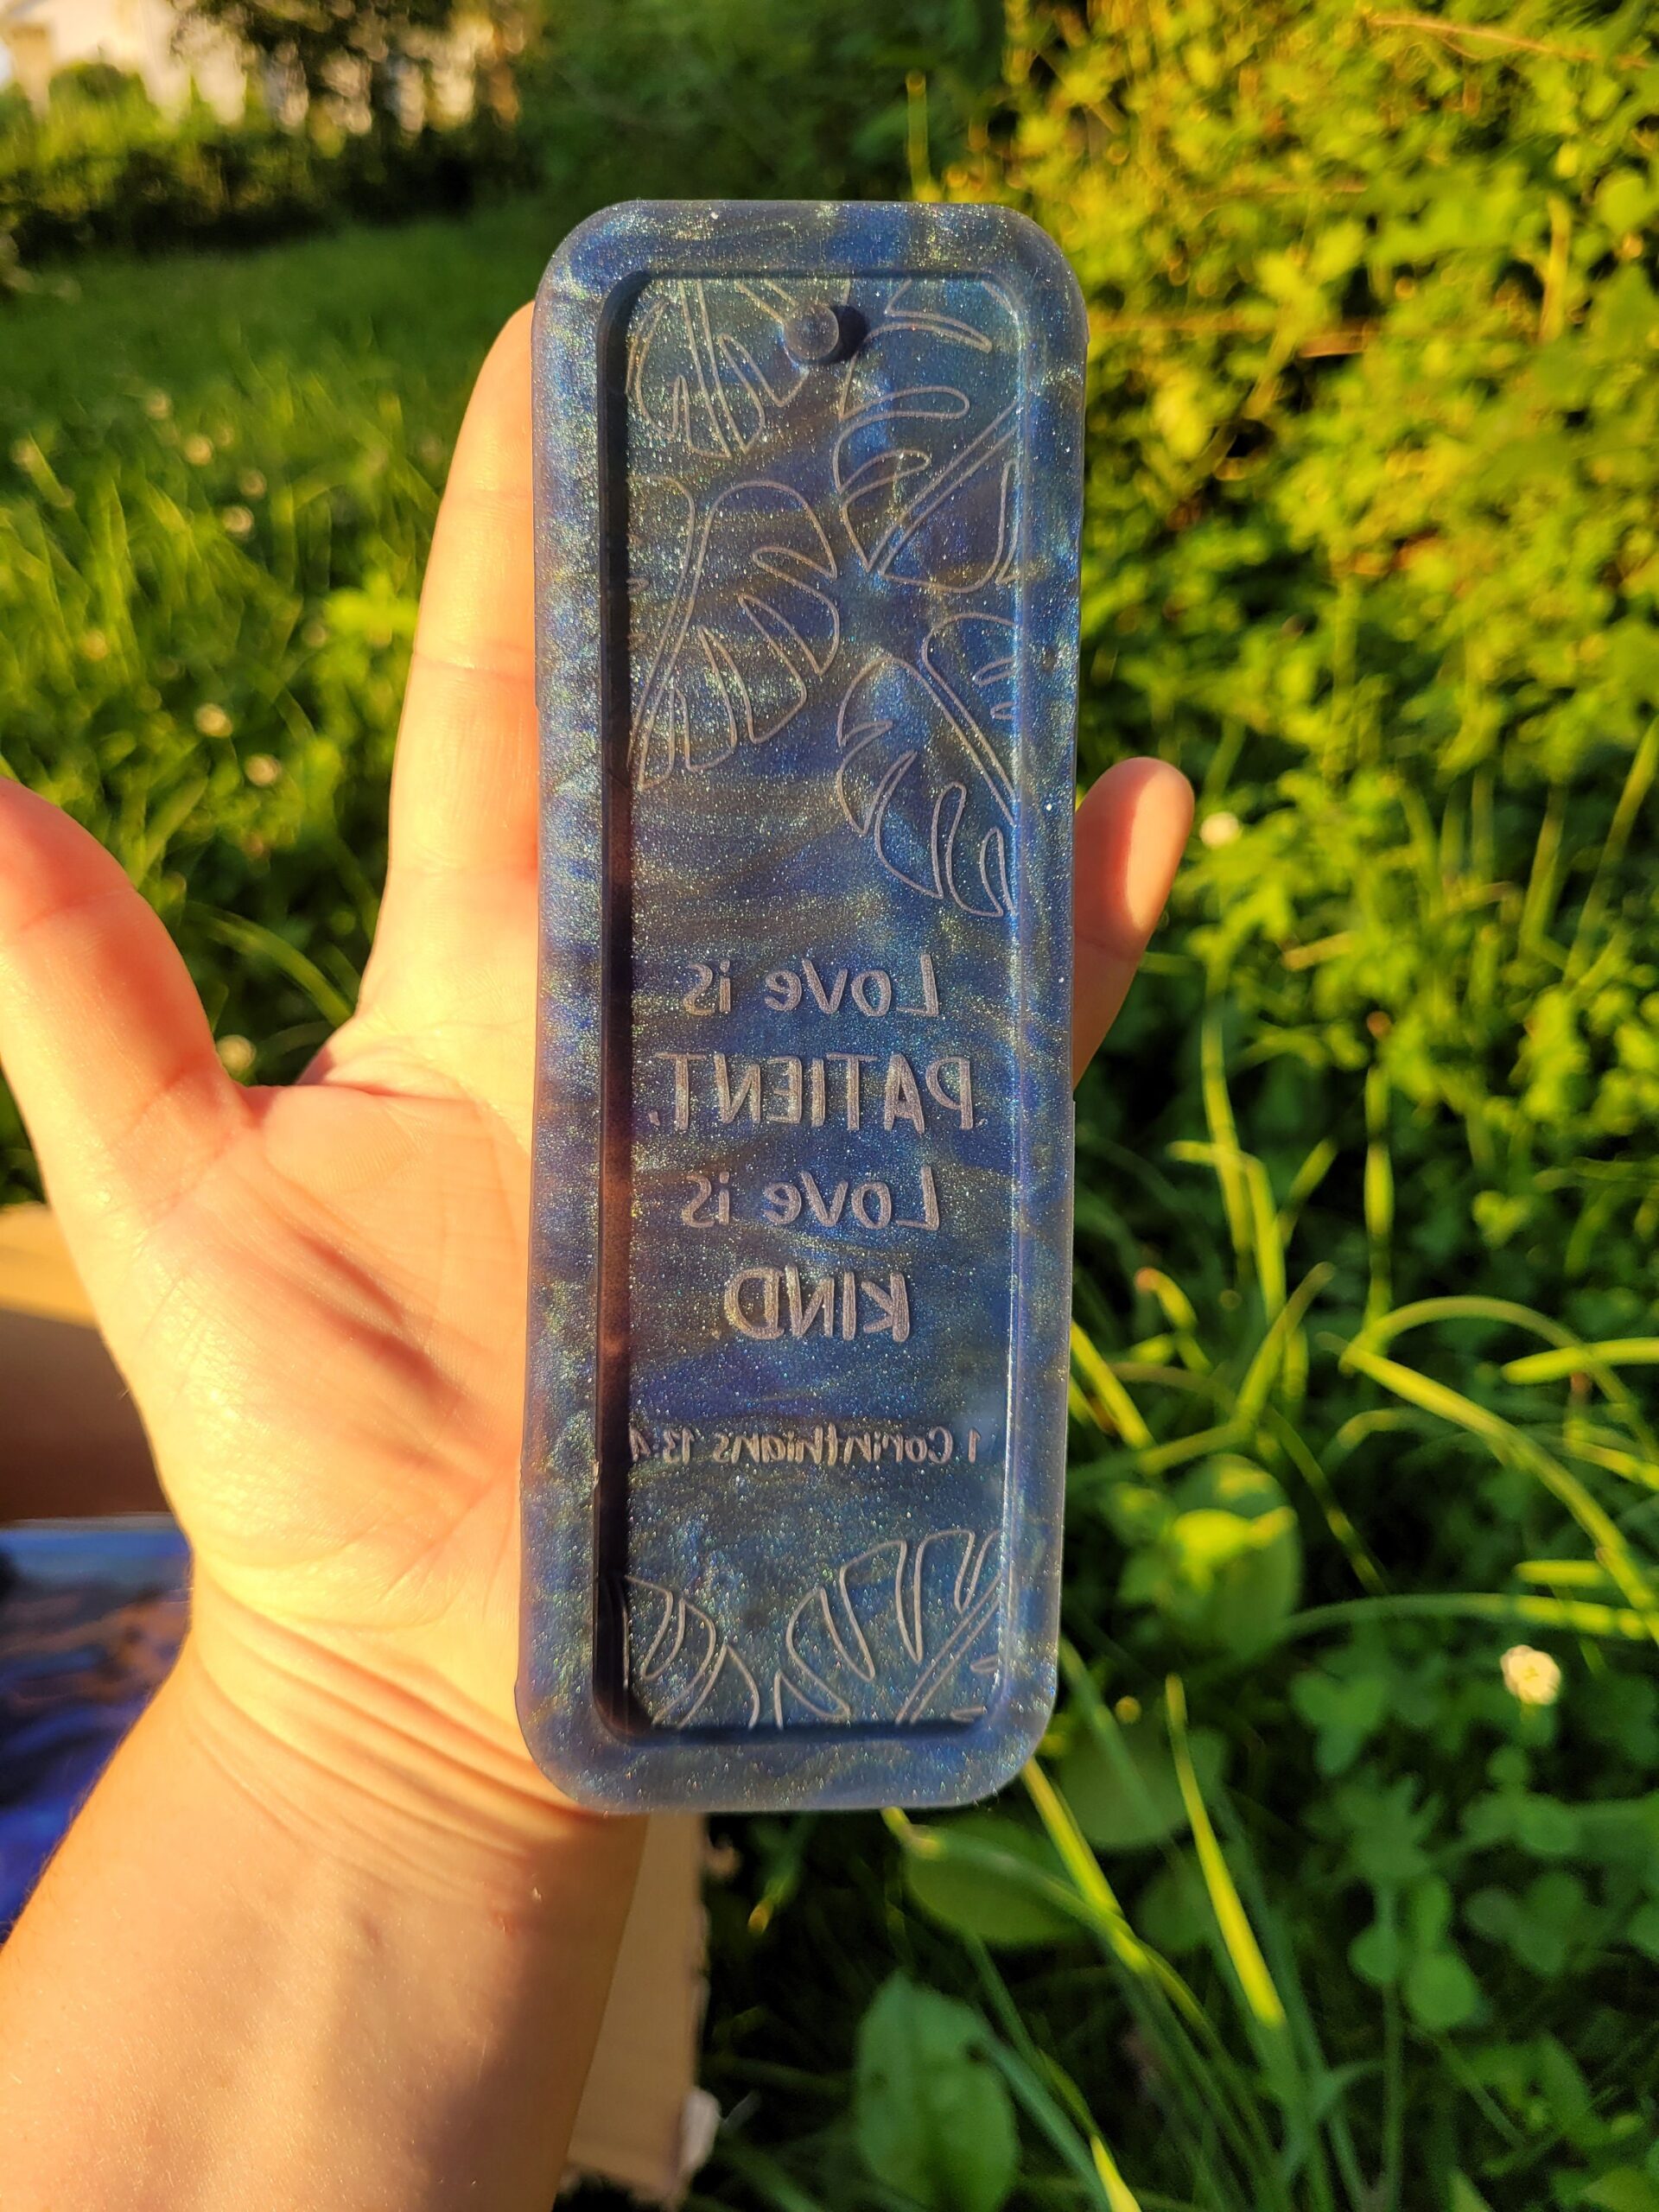 Love is
PATIENT.
Love is
KIND.
1 Corinthians 13:4